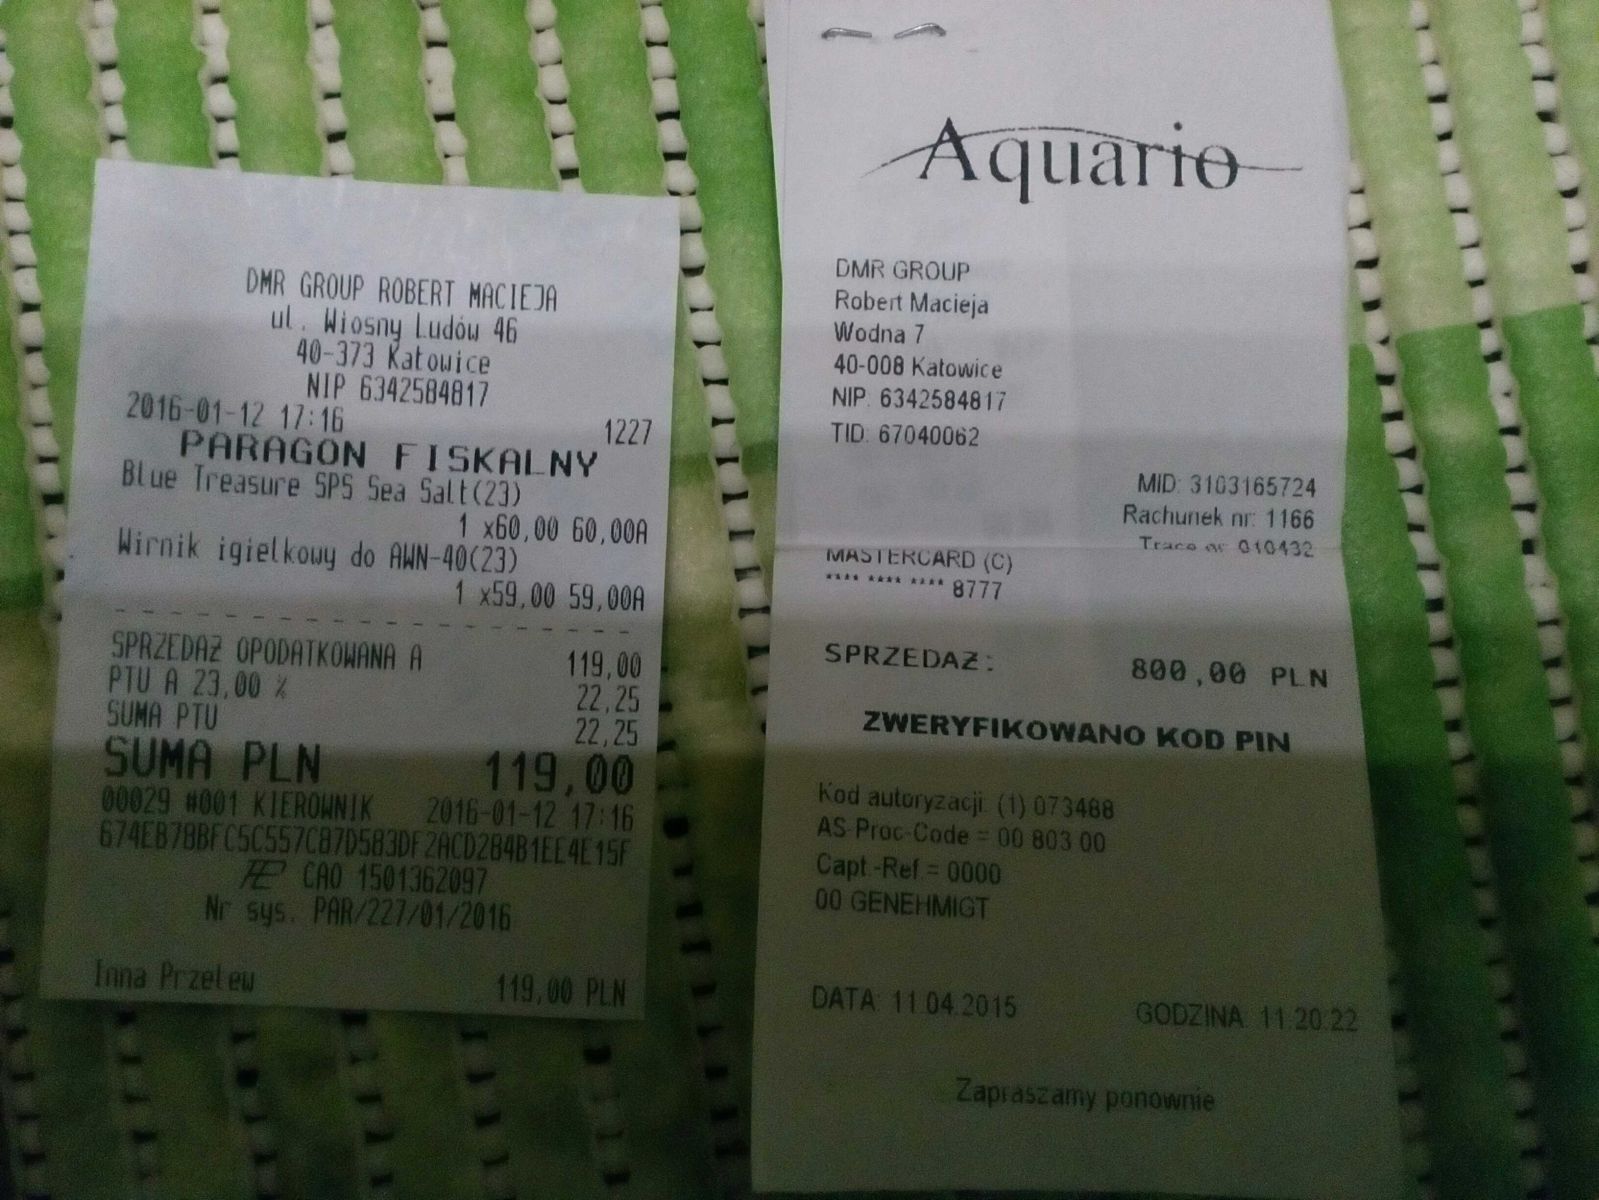 DMR GROUP ROBERT MACIEJA
ul. Wiosny Ludów 46
40-373 Katowice
NIP 6342584817
2016-01-12 17:16 1227
PARAGON FISKALNY
Blue Treasure SPS Sea Salt(23)
1 x60,00 60,00A
Wirnik igiełkowy do AWN-40(23)
1 x59,00 59,00A
SPRZEDAŻ OPODATKOWANA A 119,00
PTU A 23,00 % 22,25
SUMA PTU 22,25
SUMA PLN 119,00
00029 #001 KIEROWNIK 2016-01-12 17:16
674EB78BFC5C557CB7D583DF2ACD284B1EE4E15F
CAO 1501362097
Nr sys. PAR/227/01/2016
Inna Przelew 119,00 PLN
Aquario
DMR GROUP
Robert Macieja
Wodna 7
40-008 Katowice
NIP: 6342584817
TID: 67040062
MID: 3103165724
Rachunek nr: 1166
Trace nr 010432
MASTERCARD (C)
**** **** **** 8777
SPRZEDAŻ: 800,00 PLN
ZWERYFIKOWANO KOD PIN
Kod autoryzacji: (1) 073488
AS-Proc-Code = 00 803 00
Capt.-Ref.= 0000
00 GENEHMIGT
DATA: 11.04.2015 GODZINA: 11:20:22
Zapraszamy ponownie